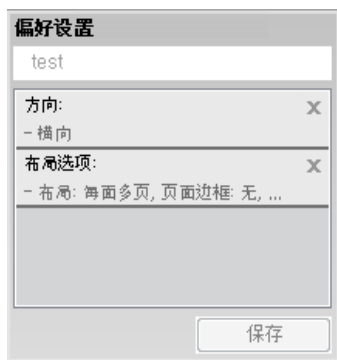 偏好设置
test
方向:
- 横向
布局选项:
- 布局: 每面多页, 页面边框: 无, ...
保存